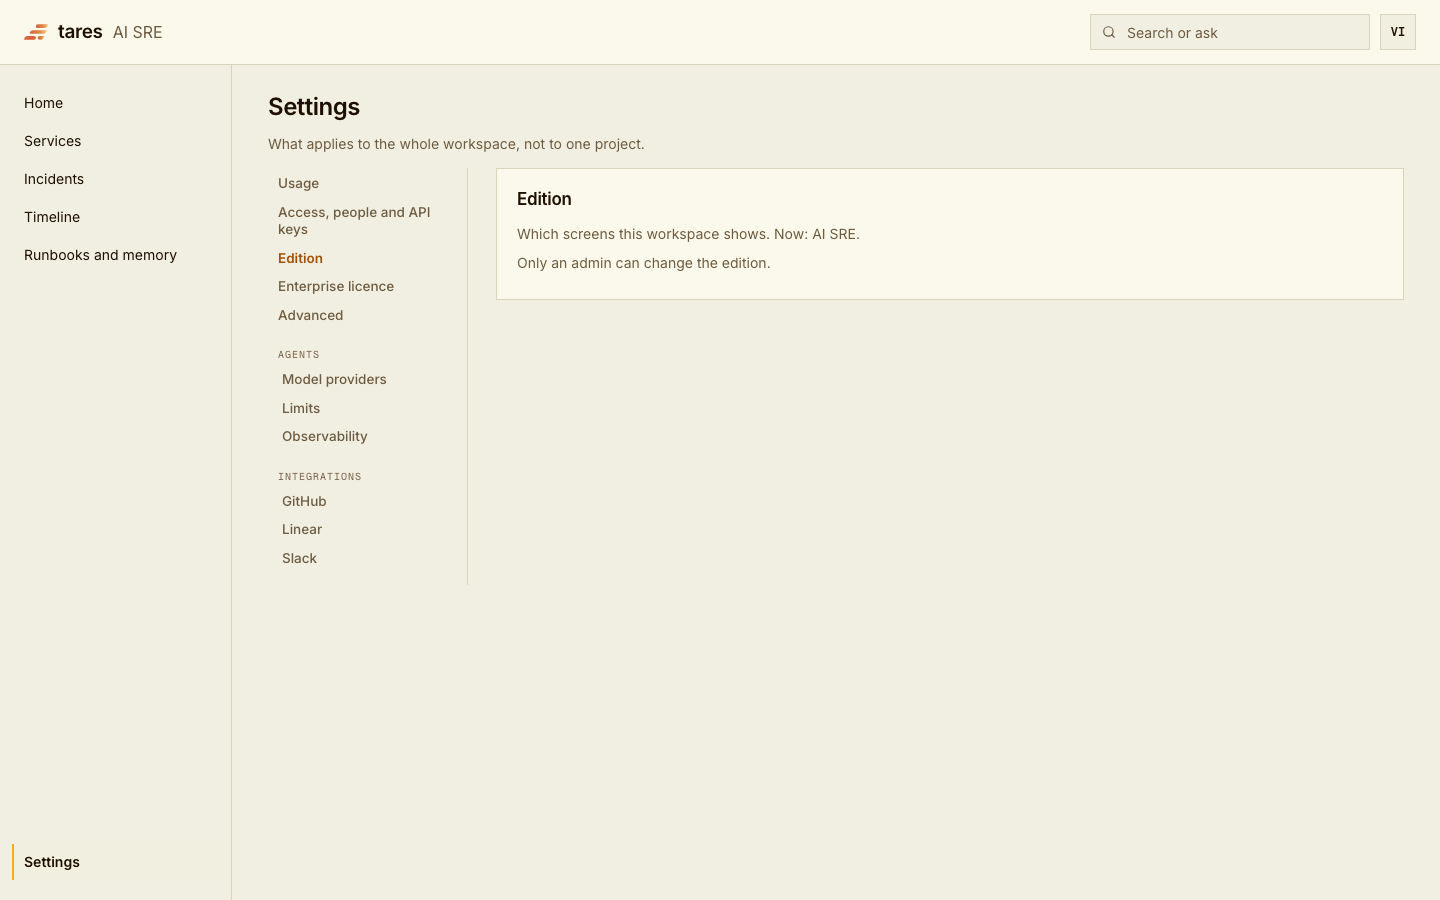 tares AI SRE
Search or ask
VI
Home
Services
Incidents
Timeline
Runbooks and memory
Settings
Settings
What applies to the whole workspace, not to one project.
Usage
Access, people and API
keys
Edition
Enterprise licence
Advanced
AGENTS
Model providers
Limits
Observability
INTEGRATIONS
GitHub
Linear
Slack
Edition
Which screens this workspace shows. Now: AI SRE.
Only an admin can change the edition.